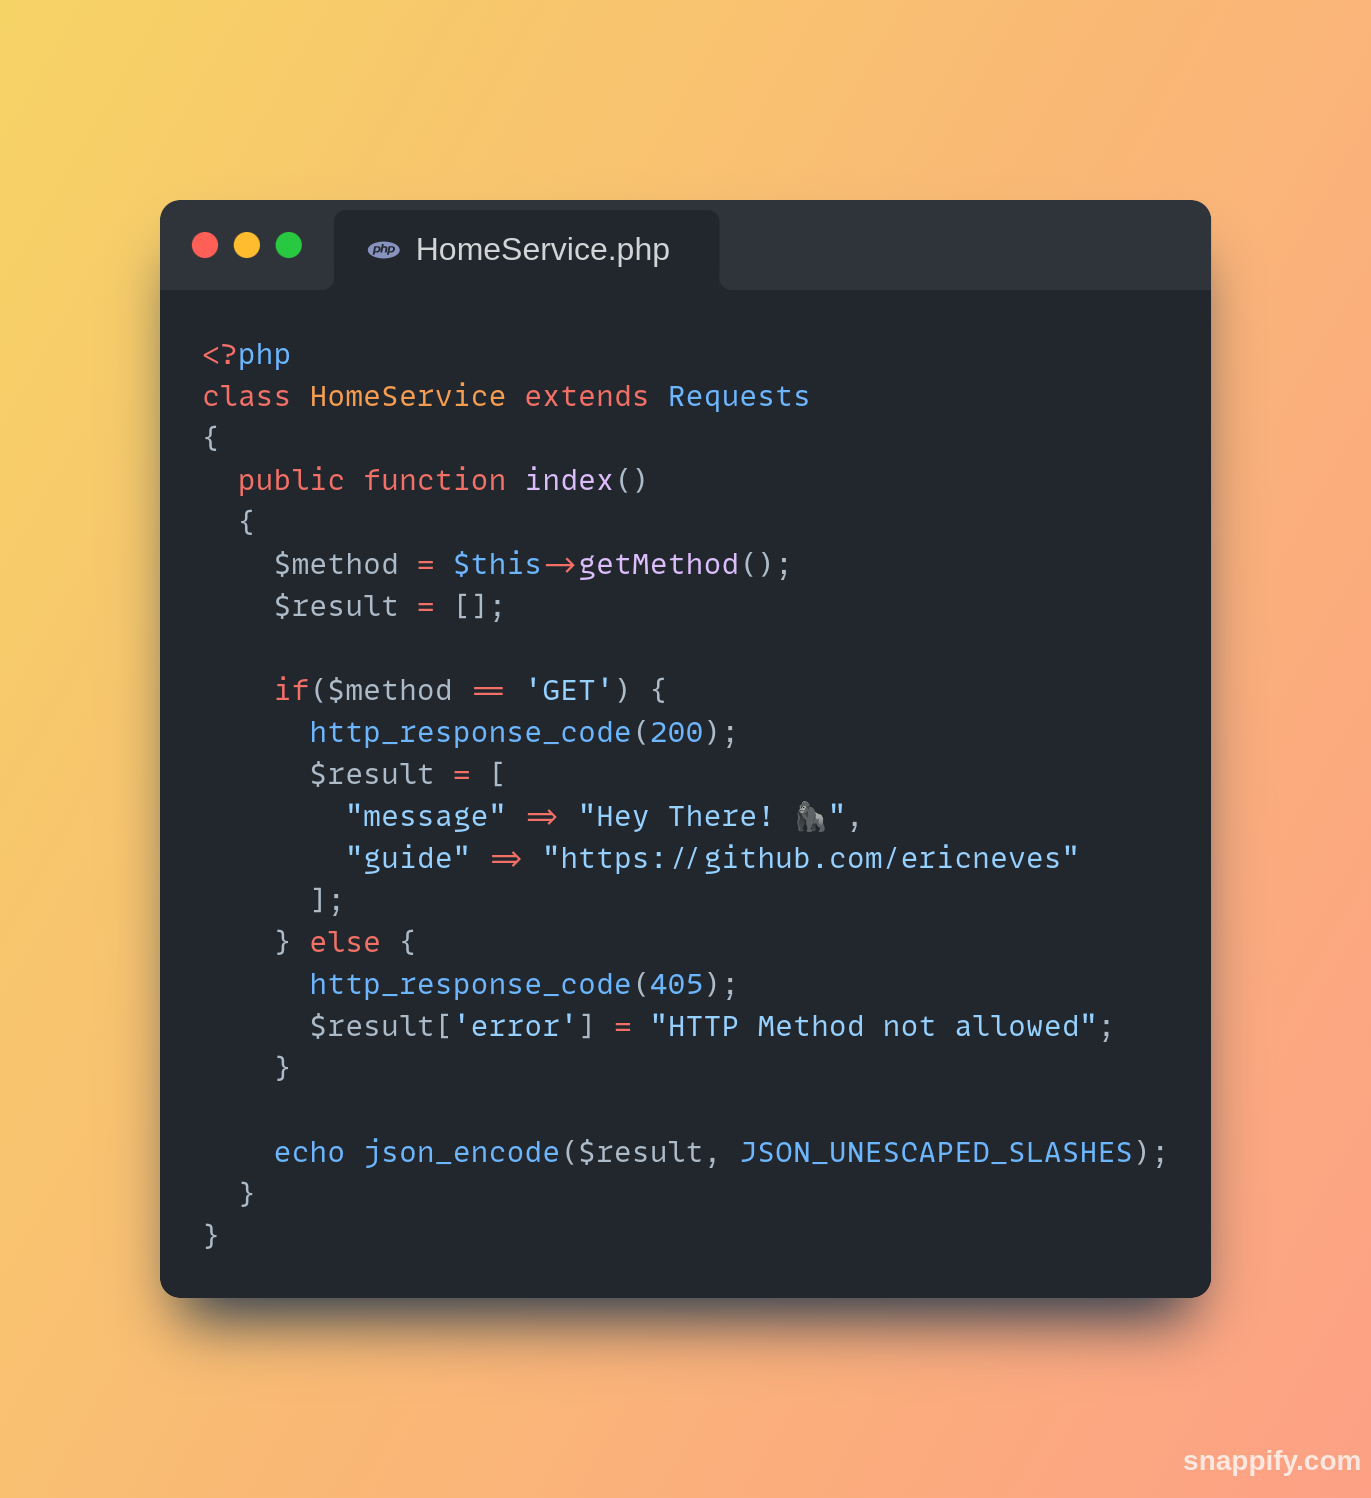 php HomeService.php
<?php
class HomeService extends Requests
{
  public function index()
  {
    $method = $this->getMethod();
    $result = [];

    if($method == 'GET') {
      http_response_code(200);
      $result = [
        "message" => "Hey There! 🦍",
        "guide" => "https://github.com/ericneves"
      ];
    } else {
      http_response_code(405);
      $result['error'] = "HTTP Method not allowed";
    }

    echo json_encode($result, JSON_UNESCAPED_SLASHES);
  }
}
snappify.com